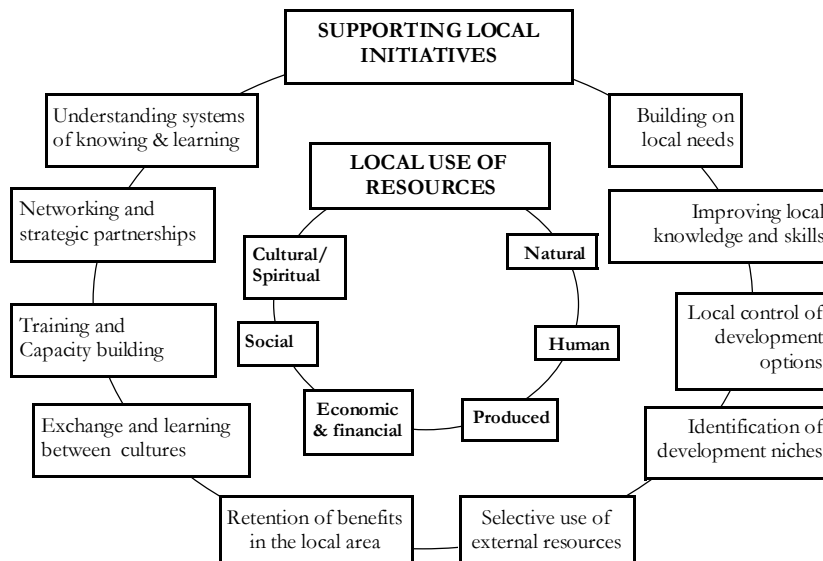 SUPPORTING LOCAL
INITIATIVES
Understanding systems
of knowing & learning
Building on
local needs
LOCAL USE OF
RESOURCES
Networking and
strategic partnerships
Improving local
knowledge and skills
Cultural/
Spiritual
Natural
Training and
Capacity building
Social
Human
Local control of
development
options
Economic
& financial
Produced
Exchange and learning
between cultures
Identification of
development niches
Retention of benefits
in the local area
Selective use of
external resources